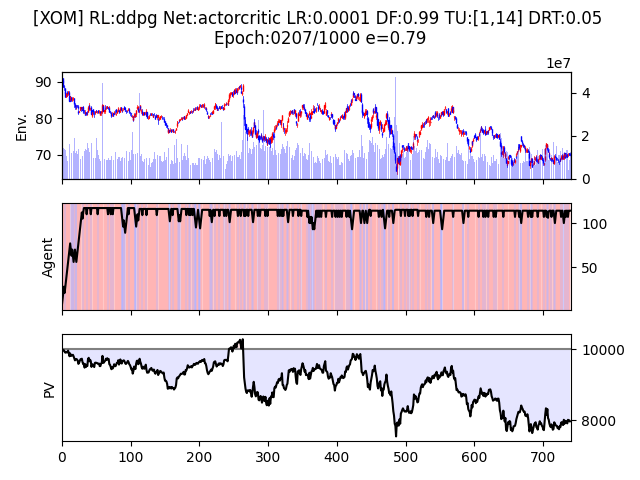 [XOM] RL:ddpg Net:actorcritic LR:0.0001 DF:0.99 TU:[1,14] DRT:0.05
Epoch:0207/1000 e=0.79
1e7
Env.
90
80
70
4
2
0
Agent
100
50
PV
10000
8000
0 100 200 300 400 500 600 700